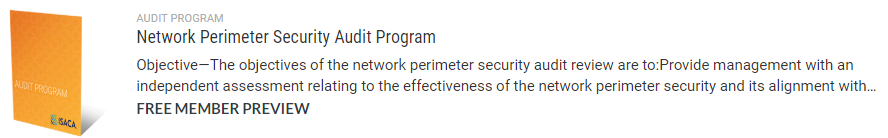 AUDIT PROGRAM
Network Perimeter Security Audit Program
Objective—The objectives of the network perimeter security audit review are to:Provide management with an
independent assessment relating to the effectiveness of the network perimeter security and its alignment with…
FREE MEMBER PREVIEW
AUDIT PROGRAM
ISACA